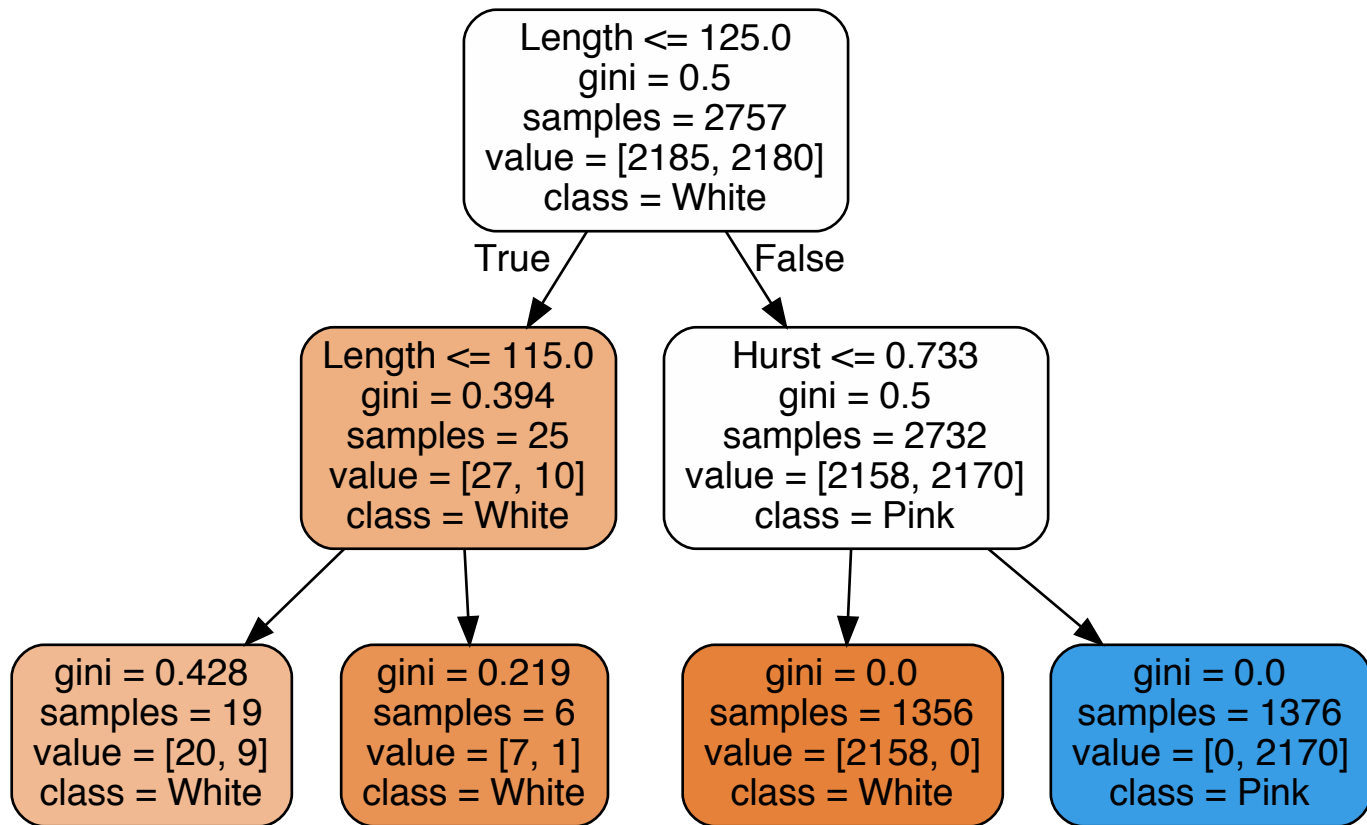 Length <= 125.0
gini = 0.5
samples = 2757
value = [2185, 2180]
class = White
True
False
Length <= 115.0
gini = 0.394
samples = 25
value = [27, 10]
class = White
Hurst <= 0.733
gini = 0.5
samples = 2732
value = [2158, 2170]
class = Pink
gini = 0.428
samples = 19
value = [20, 9]
class = White
gini = 0.219
samples = 6
value = [7, 1]
class = White
gini = 0.0
samples = 1356
value = [2158, 0]
class = White
gini = 0.0
samples = 1376
value = [0, 2170]
class = Pink